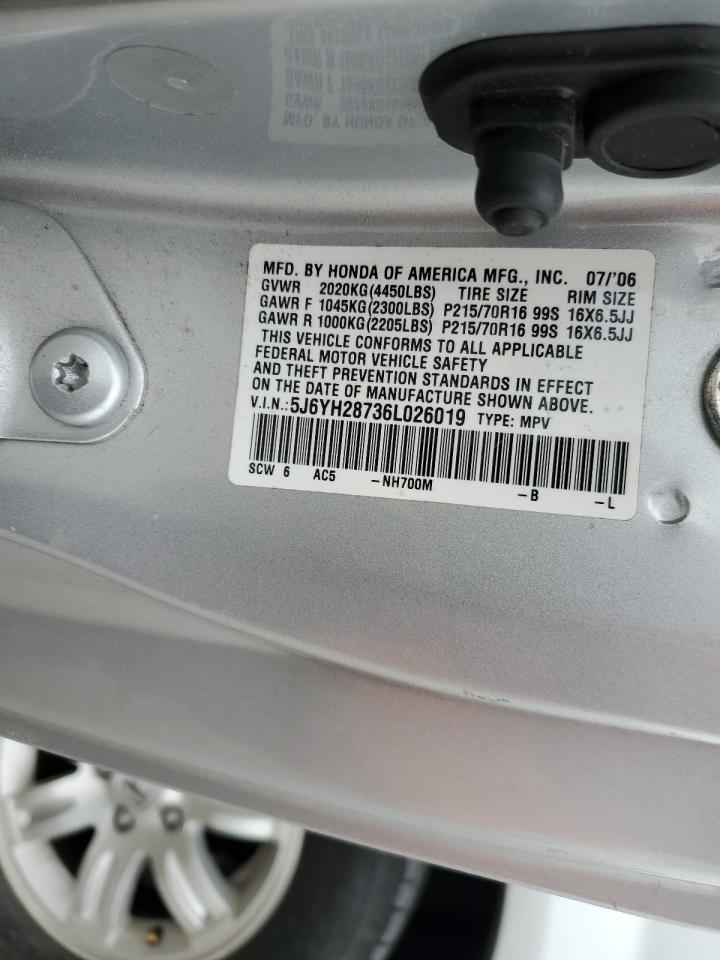 MFD. BY HONDA OF AMERICA MFG., INC. 07/'06
GVWR 2020KG(4450LBS) TIRE SIZE RIM SIZE
GAWR F 1045KG(2300LBS) P215/70R16 99S 16X6.5JJ
GAWR R 1000KG(2205LBS) P215/70R16 99S 16X6.5JJ
THIS VEHICLE CONFORMS TO ALL APPLICABLE
FEDERAL MOTOR VEHICLE SAFETY
AND THEFT PREVENTION STANDARDS IN EFFECT
ON THE DATE OF MANUFACTURE SHOWN ABOVE.
V.I.N.: 5J6YH28736L026019 TYPE: MPV
SCW 6 AC5 -NH700M -B -L